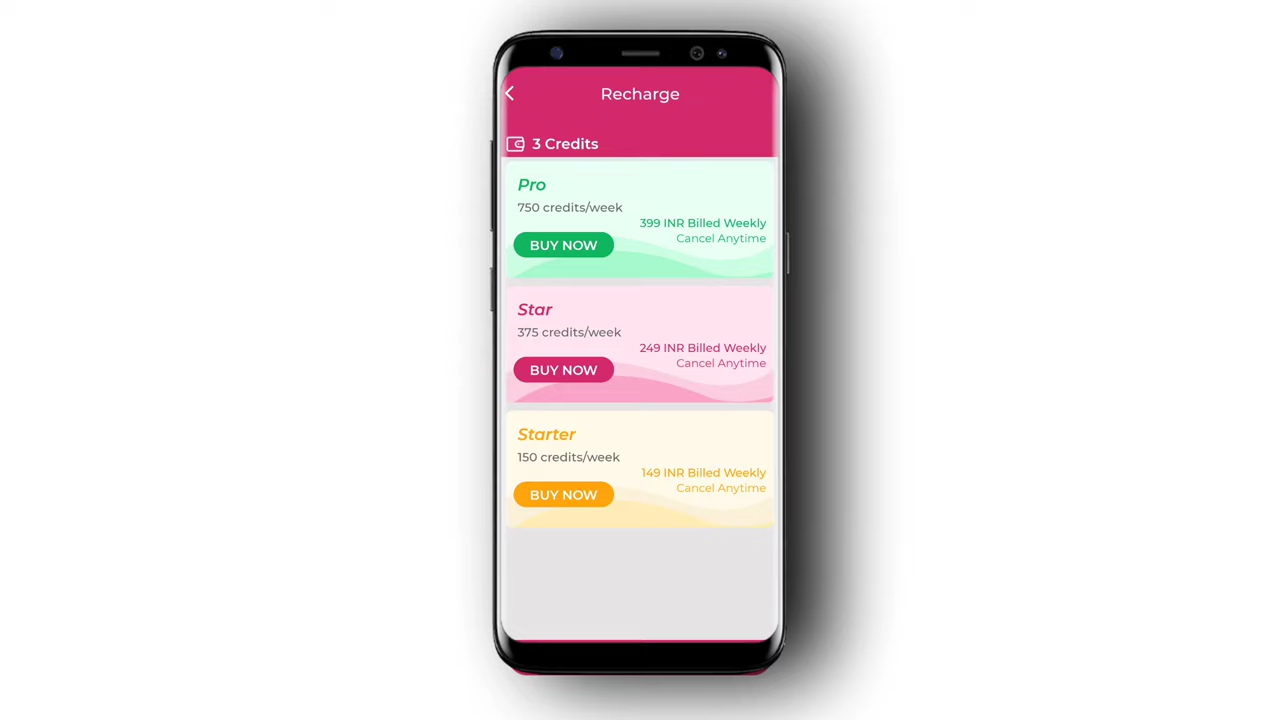 Recharge
3 Credits
Pro
750 credits/week
399 INR Billed Weekly
Cancel Anytime
BUY NOW
Star
375 credits/week
249 INR Billed Weekly
Cancel Anytime
BUY NOW
Starter
150 credits/week
149 INR Billed Weekly
Cancel Anytime
BUY NOW